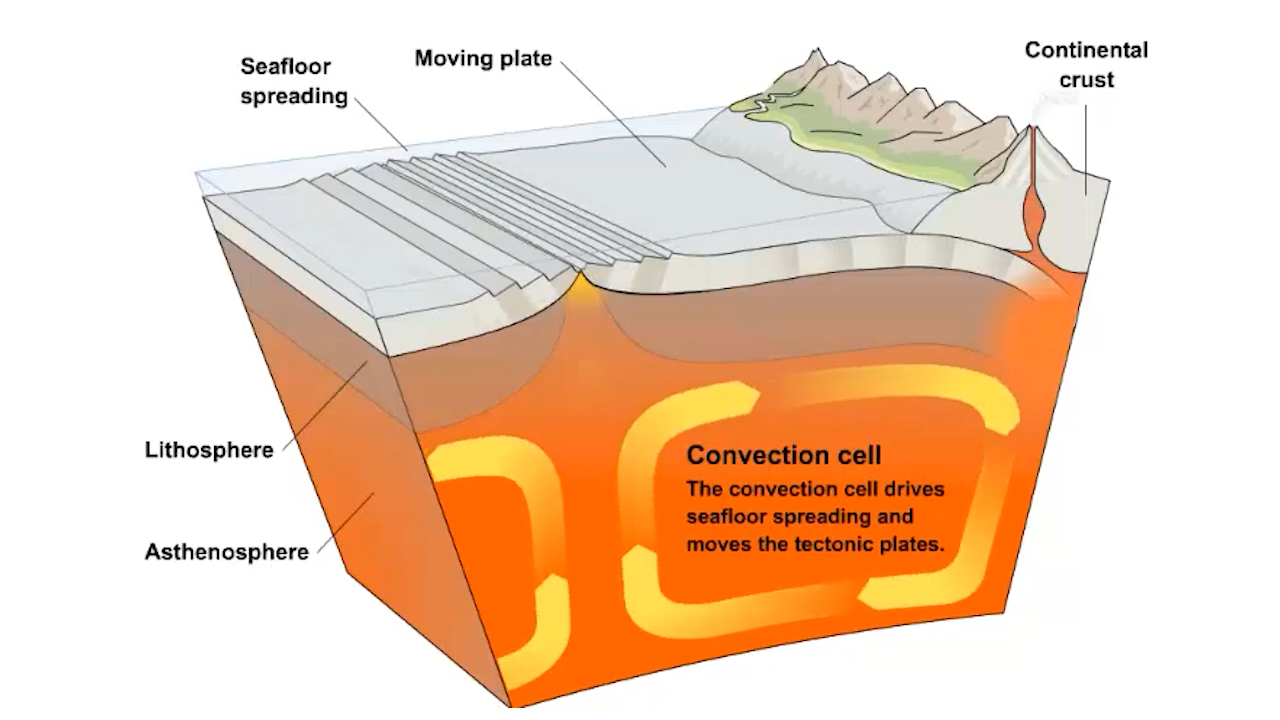 Seafloor
spreading
Moving plate
Continental
crust
Lithosphere
Asthenosphere
Convection cell
The convection cell drives
seafloor spreading and
moves the tectonic plates.